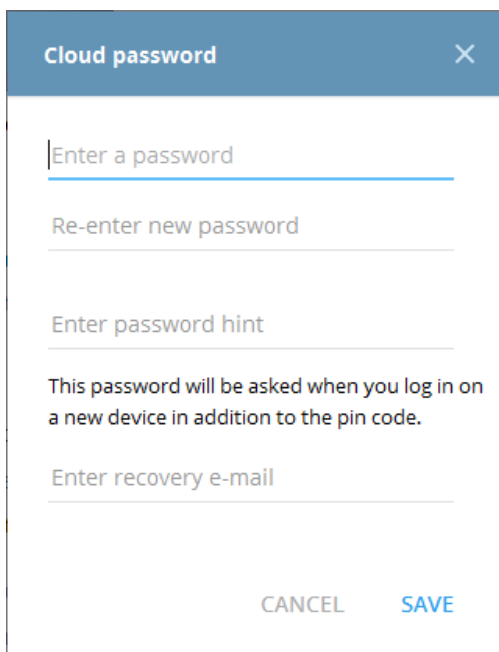 Cloud password
Enter a password
Re-enter new password
Enter password hint
This password will be asked when you log in on
a new device in addition to the pin code.
Enter recovery e-mail
CANCEL SAVE